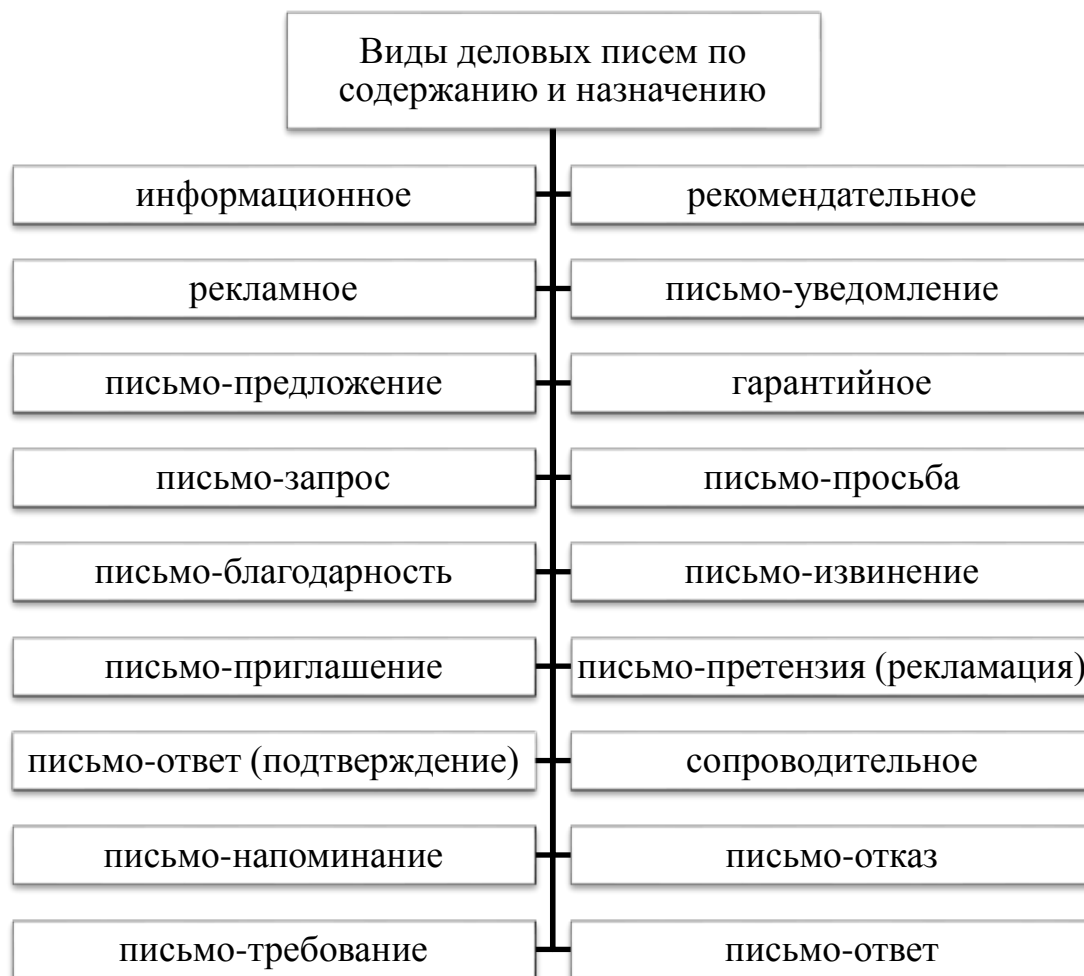 Виды деловых писем по
содержанию и назначению
информационное
рекомендательное
рекламное
письмо-уведомление
письмо-предложение
гарантийное
письмо-запрос
письмо-просьба
письмо-благодарность
письмо-извинение
письмо-приглашение
письмо-претензия (рекламация)
письмо-ответ (подтверждение)
сопроводительное
письмо-напоминание
письмо-отказ
письмо-требование
письмо-ответ